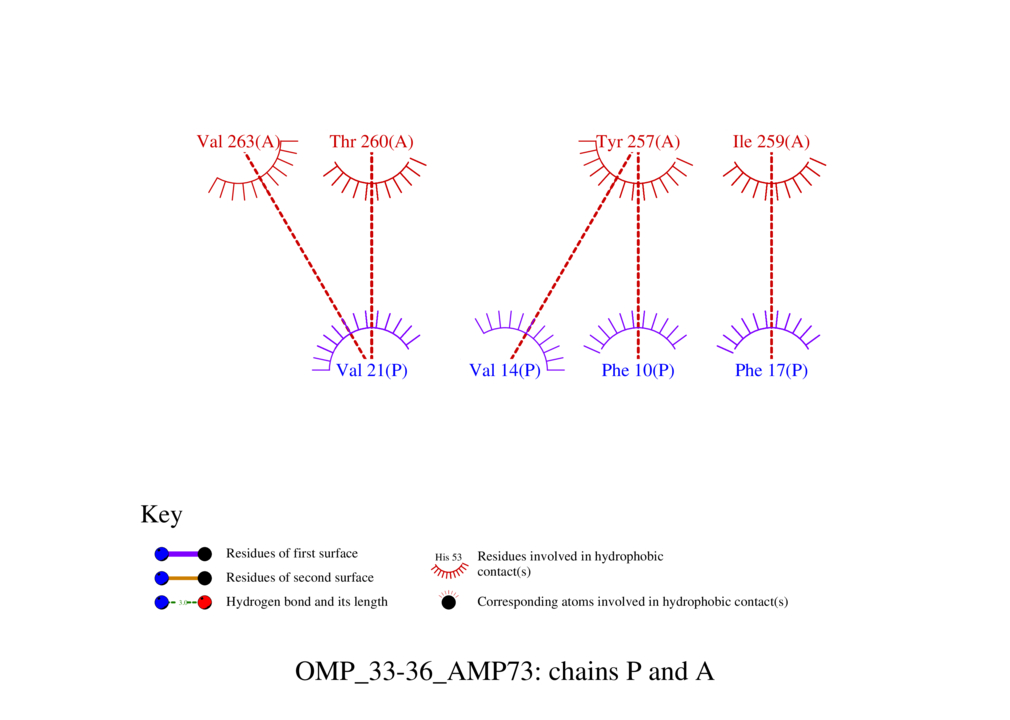 Val 263(A) Thr 260(A) Tyr 257(A) Ile 259(A)
Val 21(P) Val 14(P) Phe 10(P) Phe 17(P)
Key
Residues of first surface
Residues of second surface
3.0 Hydrogen bond and its length
His 53 Residues involved in hydrophobic
contact(s)
Corresponding atoms involved in hydrophobic contact(s)
OMP_33-36_AMP73: chains P and A